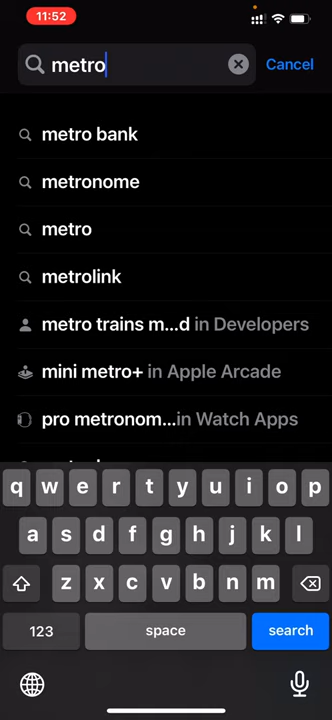 11:52
metro
Cancel
metro bank
metronome
metro
metrolink
metro trains m...d in Developers
mini metro+ in Apple Arcade
pro metronom...in Watch Apps
q w e r t y u i o p
a s d f g h j k l
z x c v b n m
123 space search